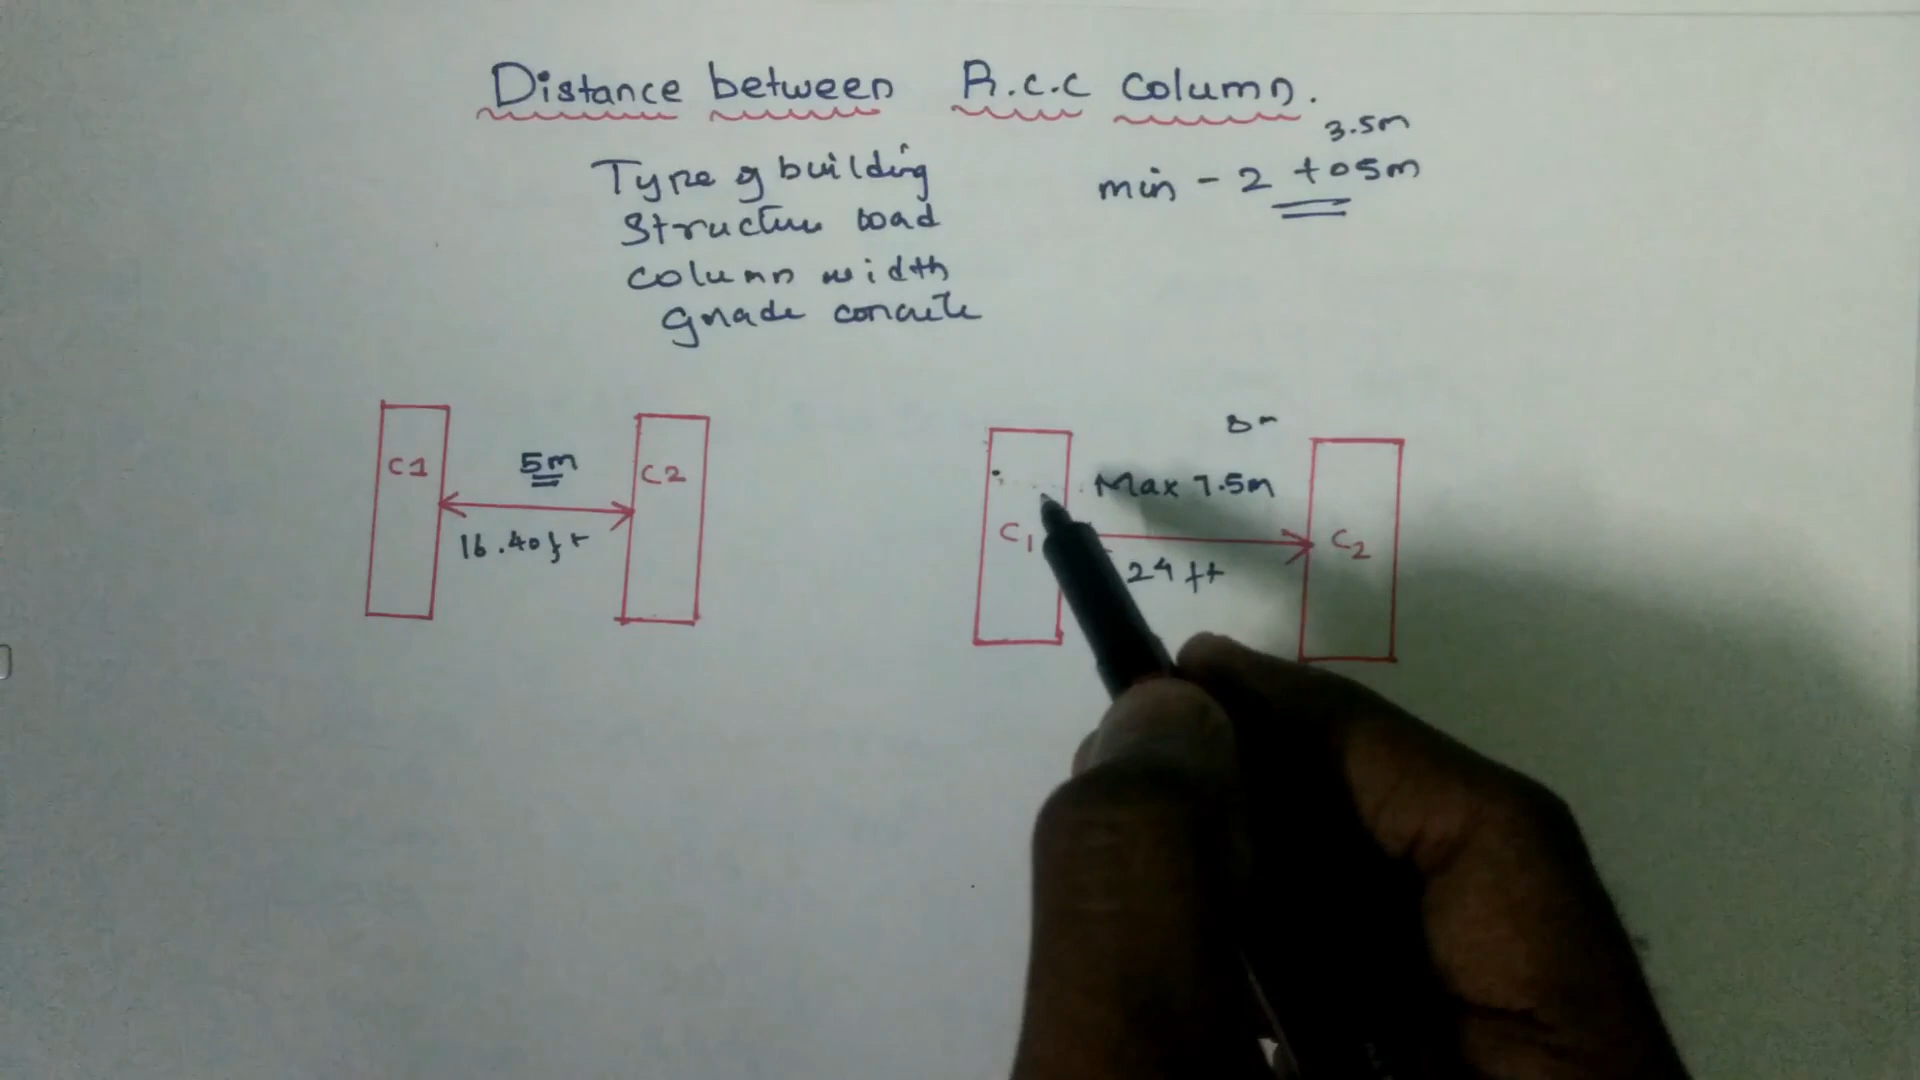 Distance between R.c.c column.
3.5m
min - 2 to 5m
Type of building
Structure load
column width
grade concrete
C1
5m
16.40ft
C2
8m
C1
Max 7.5m
24 ft
C2